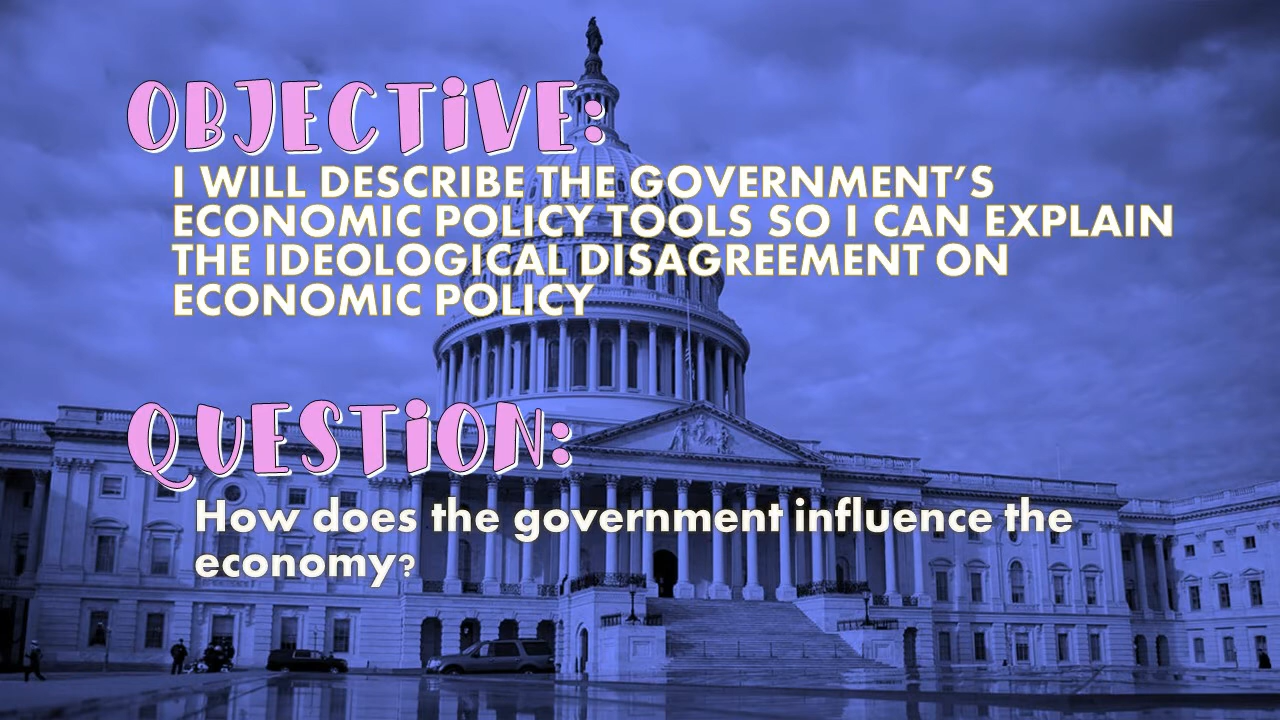 OBJECTiVE:
I WILL DESCRIBE THE GOVERNMENT’S
ECONOMIC POLICY TOOLS SO I CAN EXPLAIN
THE IDEOLOGICAL DISAGREEMENT ON
ECONOMIC POLICY
QUESTiON:
How does the government influence the
economy?